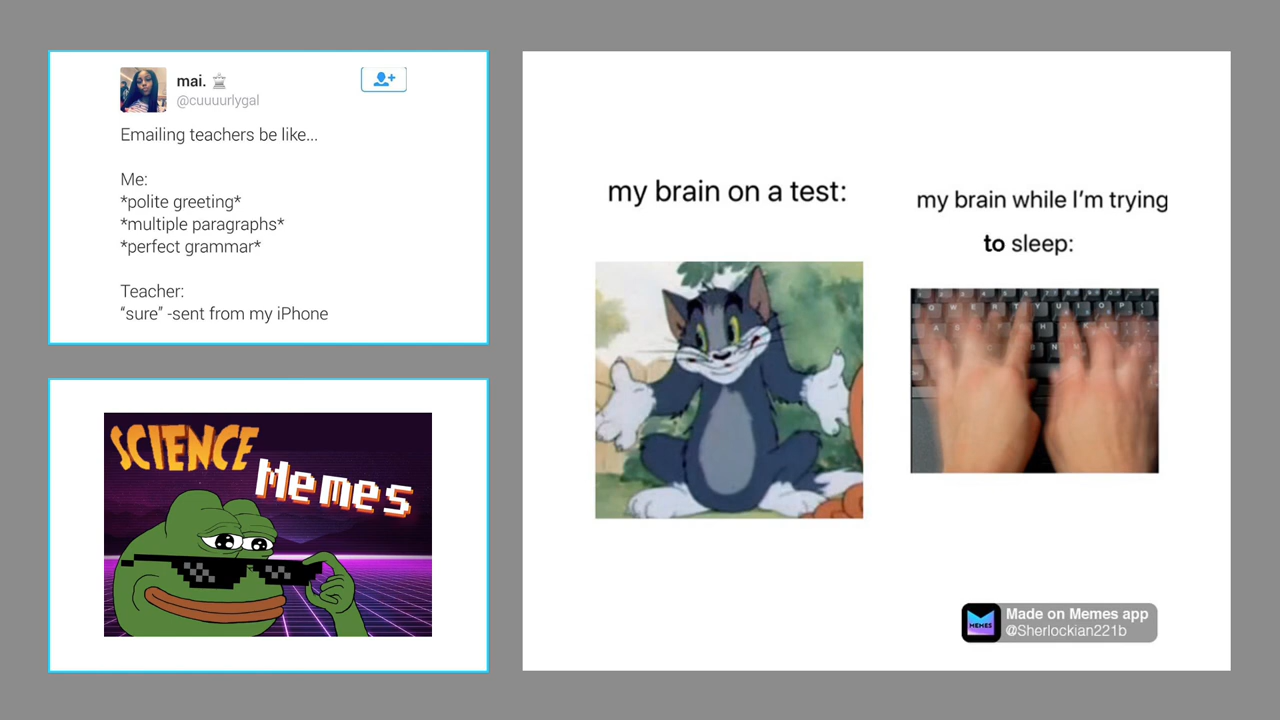 mai.
@cuuuurlygal
Emailing teachers be like...
Me:
*polite greeting*
*multiple paragraphs*
*perfect grammar*
Teacher:
“sure” -sent from my iPhone
SCIENCE
Memes
my brain on a test:
my brain while I’m trying
to sleep:
Q W E R T Y U I O P
MEMES
Made on Memes app
@Sherlockian221b